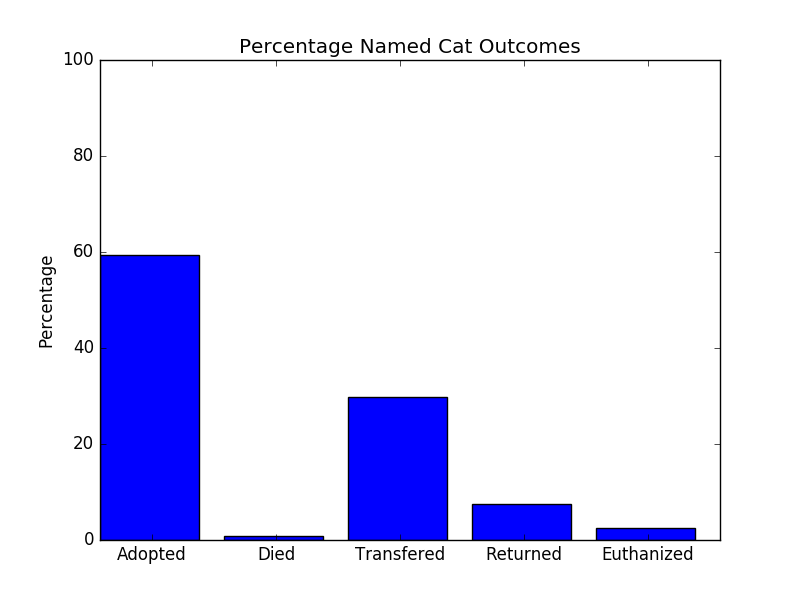 Percentage Named Cat Outcomes
100
80
60
40
20
0
Percentage
Adopted Died Transfered Returned Euthanized